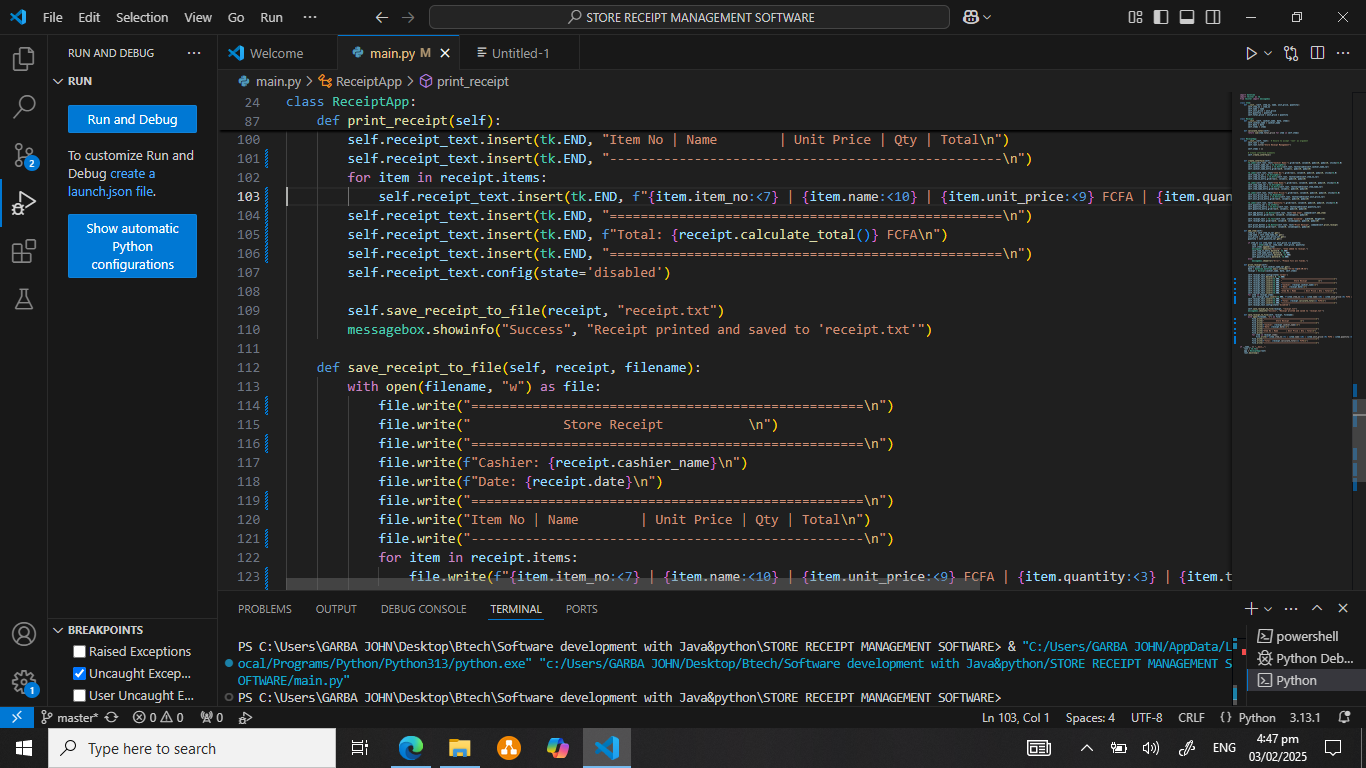 File Edit Selection View Go Run ··· STORE RECEIPT MANAGEMENT SOFTWARE
RUN AND DEBUG ···
RUN
Run and Debug
To customize Run and
Debug create a
launch.json file.
Show automatic
Python
configurations
Welcome main.py M Untitled-1
main.py > ReceiptApp > print_receipt
24 class ReceiptApp:
87 def print_receipt(self):
100 self.receipt_text.insert(tk.END, "Item No | Name        | Unit Price | Qty | Total\n")
101 self.receipt_text.insert(tk.END, "---------------------------------------------------\n")
102 for item in receipt.items:
103 self.receipt_text.insert(tk.END, f"{item.item_no:<7} | {item.name:<10} | {item.unit_price:<9} FCFA | {item.quan
104 self.receipt_text.insert(tk.END, "===================================================\n")
105 self.receipt_text.insert(tk.END, f"Total: {receipt.calculate_total()} FCFA\n")
106 self.receipt_text.insert(tk.END, "===================================================\n")
107 self.receipt_text.config(state='disabled')
108
109 self.save_receipt_to_file(receipt, "receipt.txt")
110 messagebox.showinfo("Success", "Receipt printed and saved to 'receipt.txt'")
111
112 def save_receipt_to_file(self, receipt, filename):
113 with open(filename, "w") as file:
114 file.write("===================================================\n")
115 file.write("            Store Receipt           \n")
116 file.write("===================================================\n")
117 file.write(f"Cashier: {receipt.cashier_name}\n")
118 file.write(f"Date: {receipt.date}\n")
119 file.write("===================================================\n")
120 file.write("Item No | Name        | Unit Price | Qty | Total\n")
121 file.write("---------------------------------------------------\n")
122 for item in receipt.items:
123 file.write(f"{item.item_no:<7} | {item.name:<10} | {item.unit_price:<9} FCFA | {item.quantity:<3} | {item.t
PROBLEMS OUTPUT DEBUG CONSOLE TERMINAL PORTS
PS C:\Users\GARBA JOHN\Desktop\Btech\Software development with Java&python\STORE RECEIPT MANAGEMENT SOFTWARE> & "C:/Users/GARBA JOHN/AppData/L
ocal/Programs/Python/Python313/python.exe" "c:/Users/GARBA JOHN/Desktop/Btech/Software development with Java&python/STORE RECEIPT MANAGEMENT S
OFTWARE/main.py"
PS C:\Users\GARBA JOHN\Desktop\Btech\Software development with Java&python\STORE RECEIPT MANAGEMENT SOFTWARE>
powershell
Python Deb...
Python
BREAKPOINTS
Raised Exceptions
Uncaught Excep...
User Uncaught E...
2
1
master* 0 0 0 Ln 103, Col 1 Spaces: 4 UTF-8 CRLF {} Python 3.13.1
Type here to search ENG 4:47 pm
03/02/2025